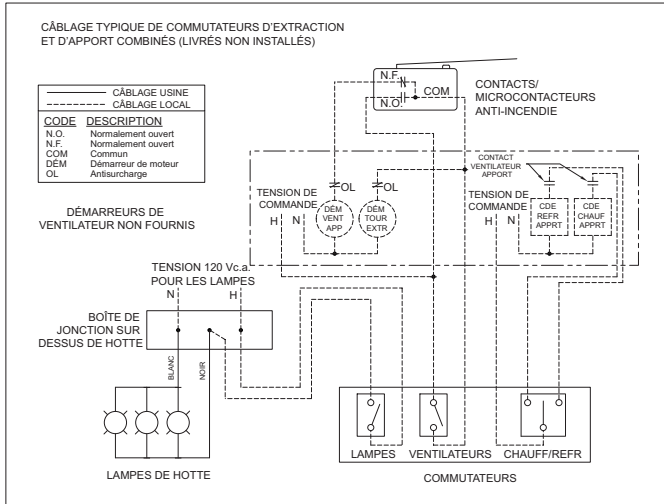 CÂBLAGE TYPIQUE DE COMMUTATEURS D'EXTRACTION
ET D'APPORT COMBINÉS (LIVRÉS NON INSTALLÉS)
CÂBLAGE USINE
CÂBLAGE LOCAL
CODE DESCRIPTION
N.O. Normalement ouvert
N.F. Normalement ouvert
COM Commun
DÉM Démarreur de moteur
OL Antisurcharge
N.F.
N.O.
COM
CONTACTS/
MICROCONTACTEURS
ANTI-INCENDIE
DÉMARREURS DE
VENTILATEUR NON FOURNIS
TENSION DE
COMMANDE
H N
OL
OL
DÉM
VENT
APP
DÉM
TOUR
EXTR
CONTACT
VENTILATEUR
APPORT
TENSION DE
COMMANDE
H N
CDE
REFR
APPRT
CDE
CHAUF
APPRT
TENSION 120 Vc.a.
POUR LES LAMPES
N H
BOÎTE DE
JONCTION SUR
DESSUS DE HOTTE
BLANC
NOIR
LAMPES DE HOTTE
LAMPES
VENTILATEURS
CHAUFF/REFR
COMMUTATEURS